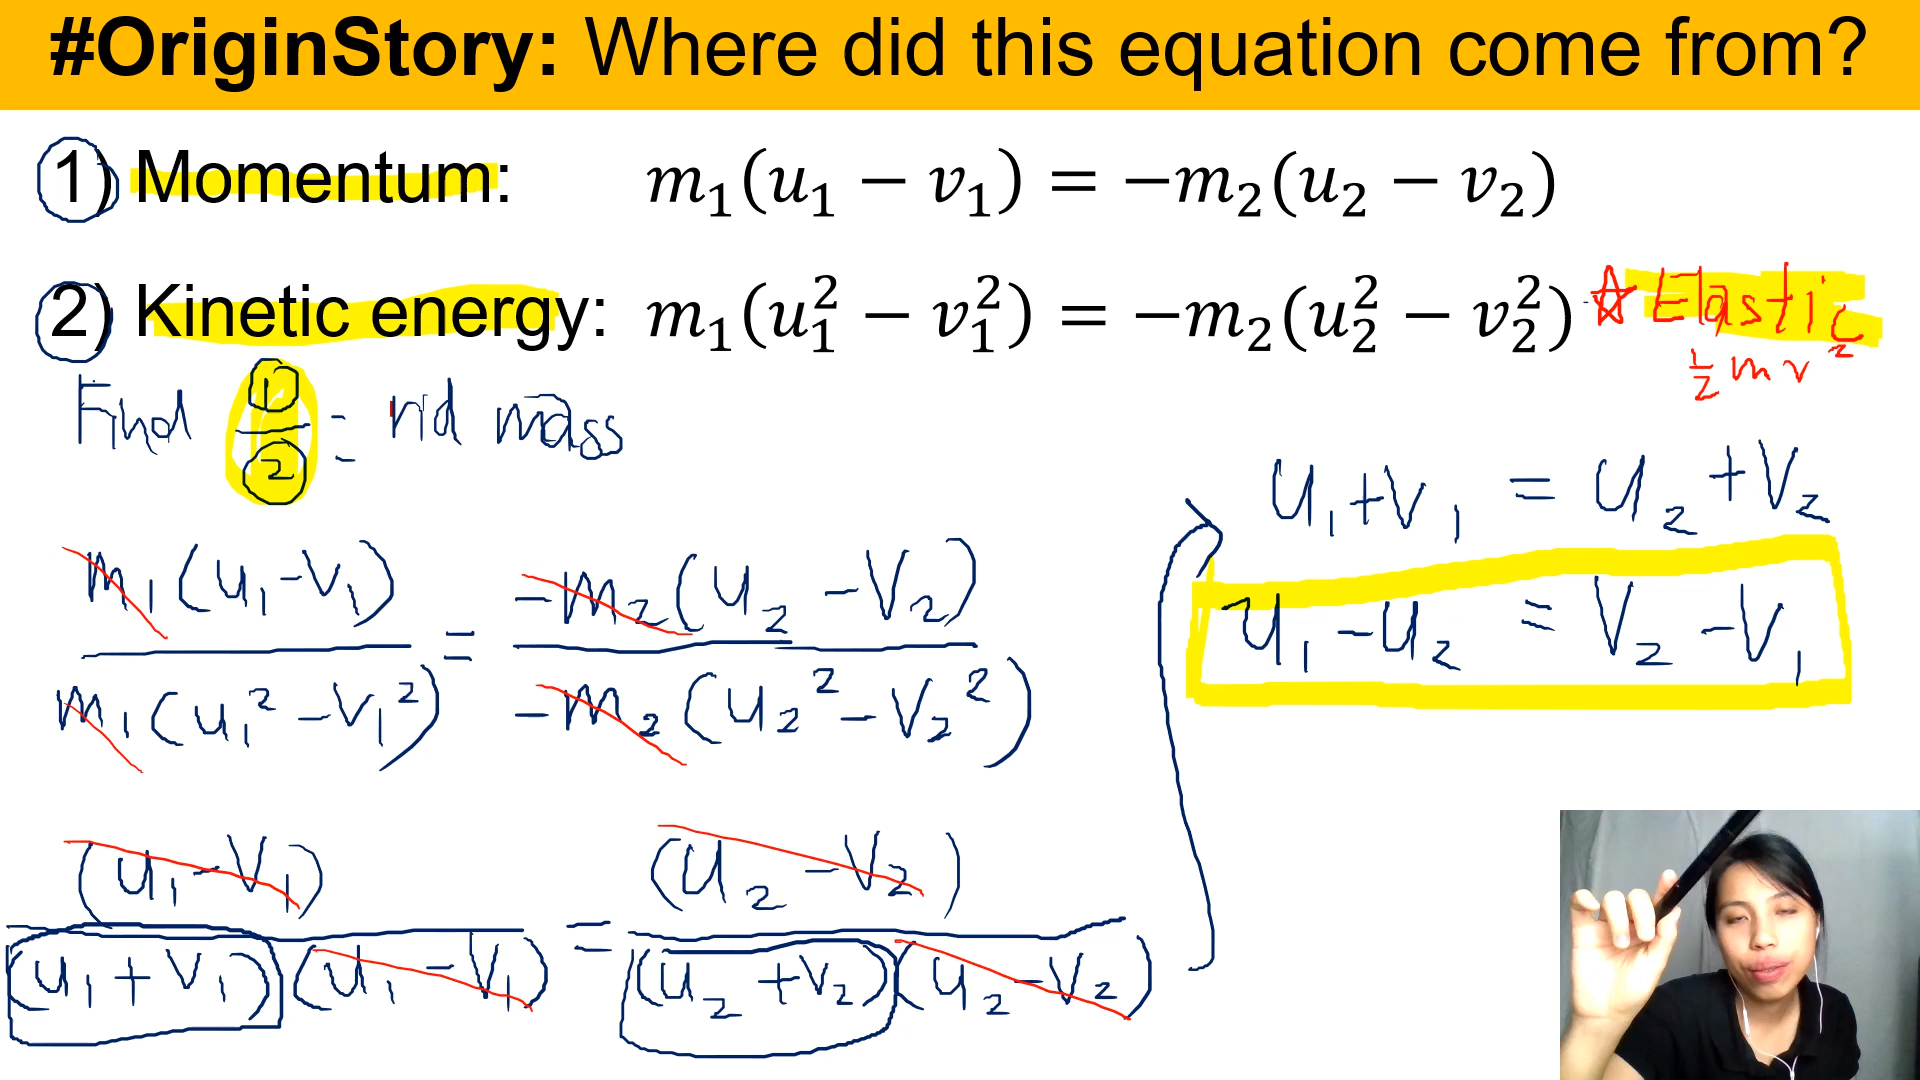 #OriginStory: Where did this equation come from?
1) Momentum: m₁(u₁ − v₁) = −m₂(u₂ − v₂)
2) Kinetic energy: m₁(u₁² − v₁²) = −m₂(u₂² − v₂²) ☆ Elastic
½ m v²
Find ①/② = rid mass
m₁(u₁-v₁) / m₁(u₁²-v₁²) = -m₂(u₂-v₂) / -m₂(u₂²-v₂²)
(u₁-v₁) / (u₁+v₁)(u₁-v₁) = (u₂-v₂) / (u₂+v₂)(u₂-v₂)
u₁+v₁ = u₂+v₂
u₁-u₂ = v₂-v₁